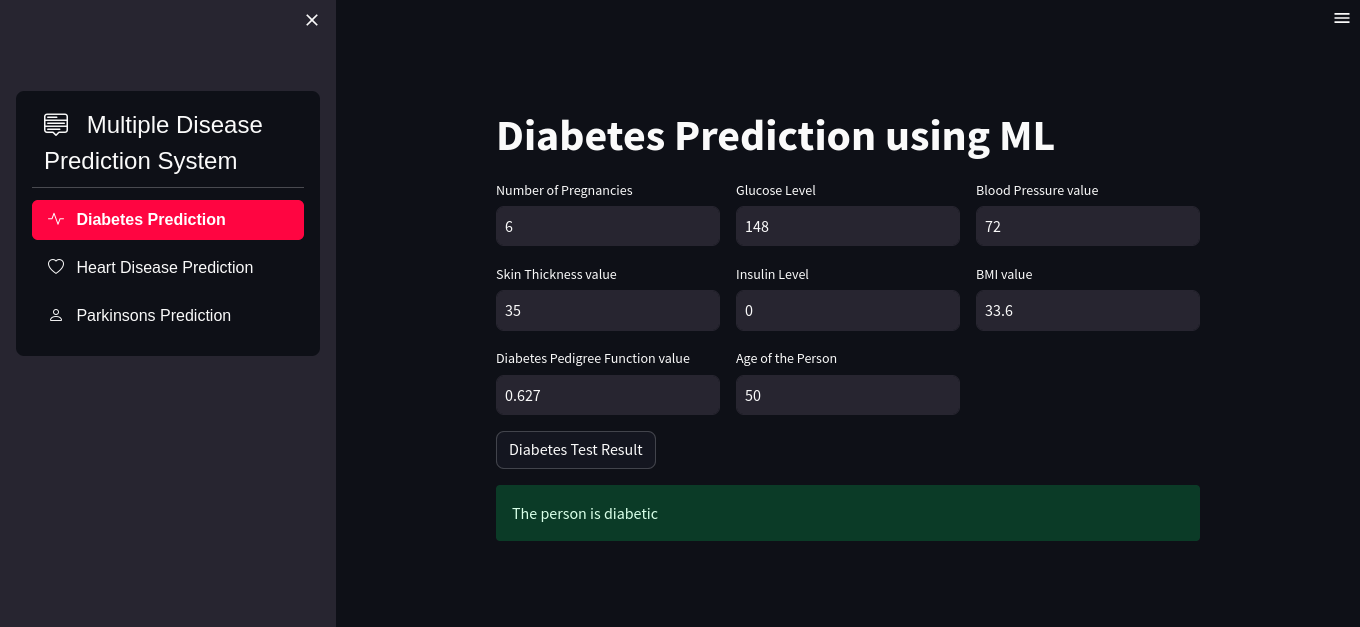 Multiple Disease
Prediction System
Diabetes Prediction
Heart Disease Prediction
Parkinsons Prediction
Diabetes Prediction using ML
Number of Pregnancies
Glucose Level
Blood Pressure value
6
148
72
Skin Thickness value
Insulin Level
BMI value
35
0
33.6
Diabetes Pedigree Function value
Age of the Person
0.627
50
Diabetes Test Result
The person is diabetic